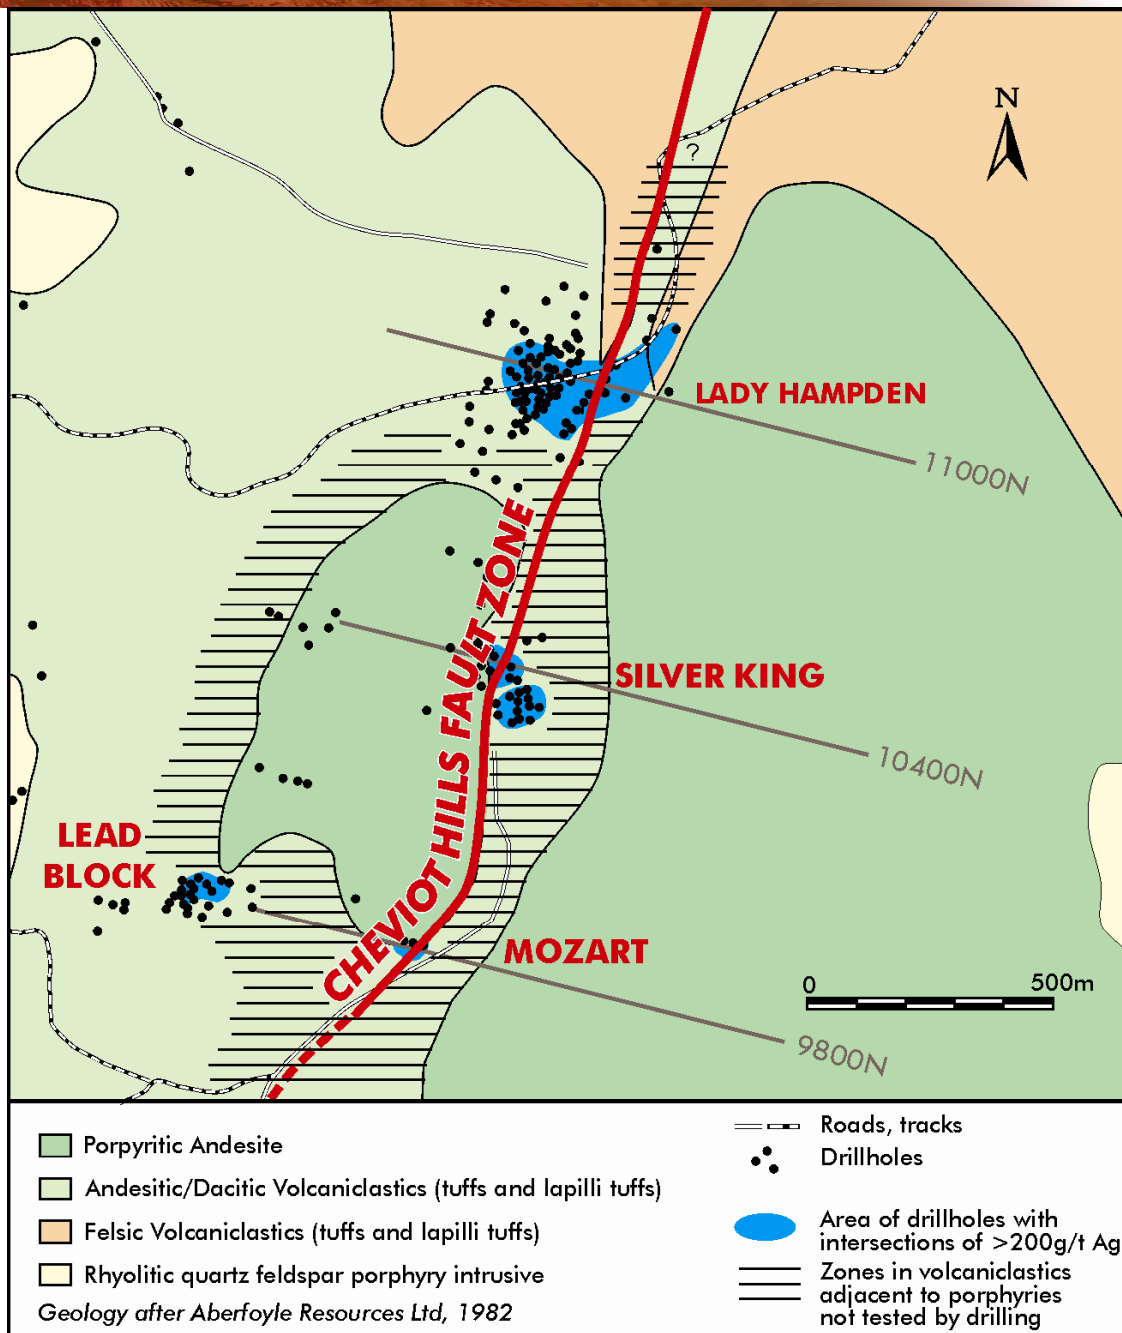 N
?
LADY HAMPDEN
11000N
CHEVIOT HILLS FAULT ZONE
SILVER KING
10400N
LEAD
BLOCK
MOZART
0 500m
9800N
Porpyritic Andesite
Andesitic/Dacitic Volcaniclastics (tuffs and lapilli tuffs)
Felsic Volcaniclastics (tuffs and lapilli tuffs)
Rhyolitic quartz feldspar porphyry intrusive
Geology after Aberfoyle Resources Ltd, 1982
Roads, tracks
Drillholes
Area of drillholes with
intersections of >200g/t Ag
Zones in volcaniclastics
adjacent to porphyries
not tested by drilling